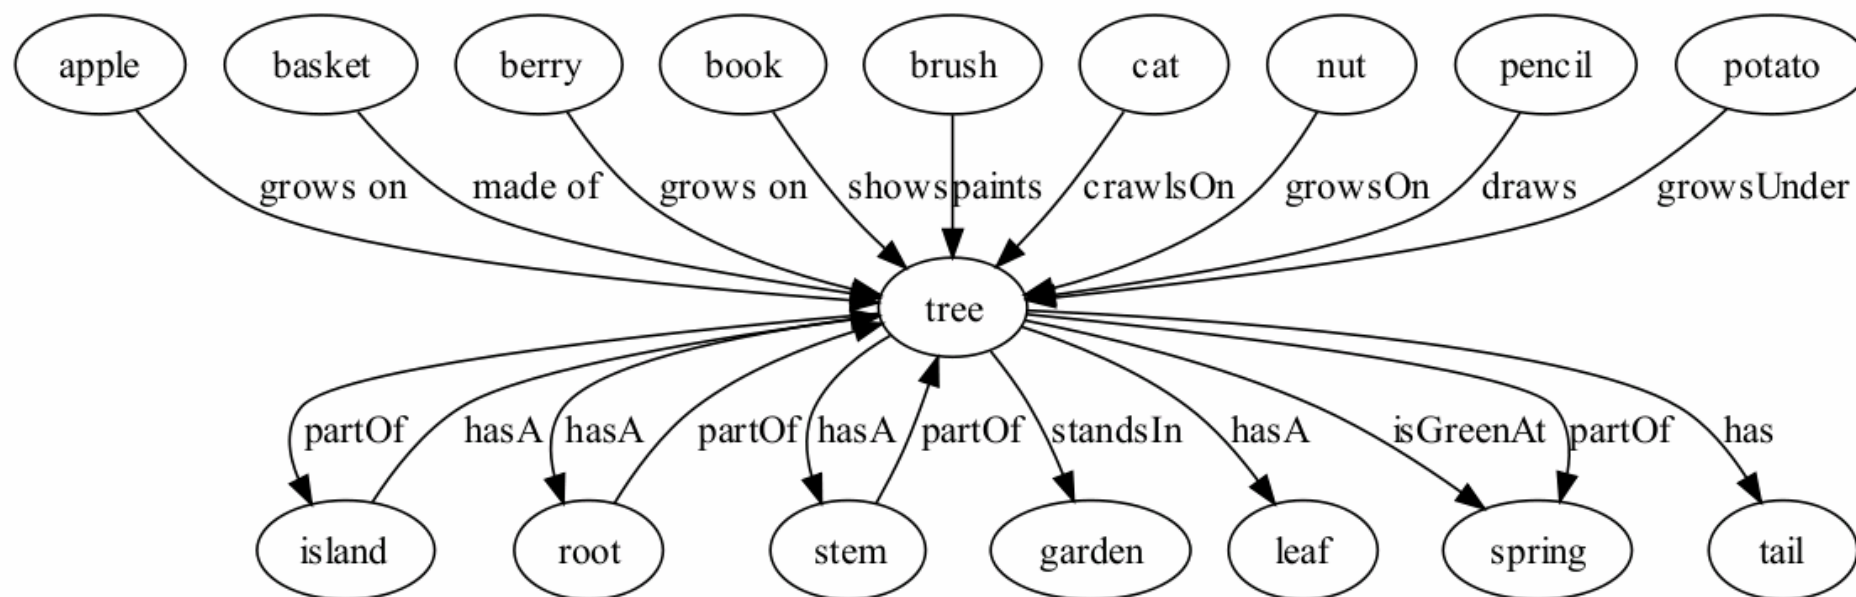 apple basket berry book brush cat nut pencil potato
grows on made of grows on shows paints crawlsOn growsOn draws growsUnder
tree
partOf hasA hasA partOf hasA partOf standsIn hasA isGreenAt partOf has
island root stem garden leaf spring tail